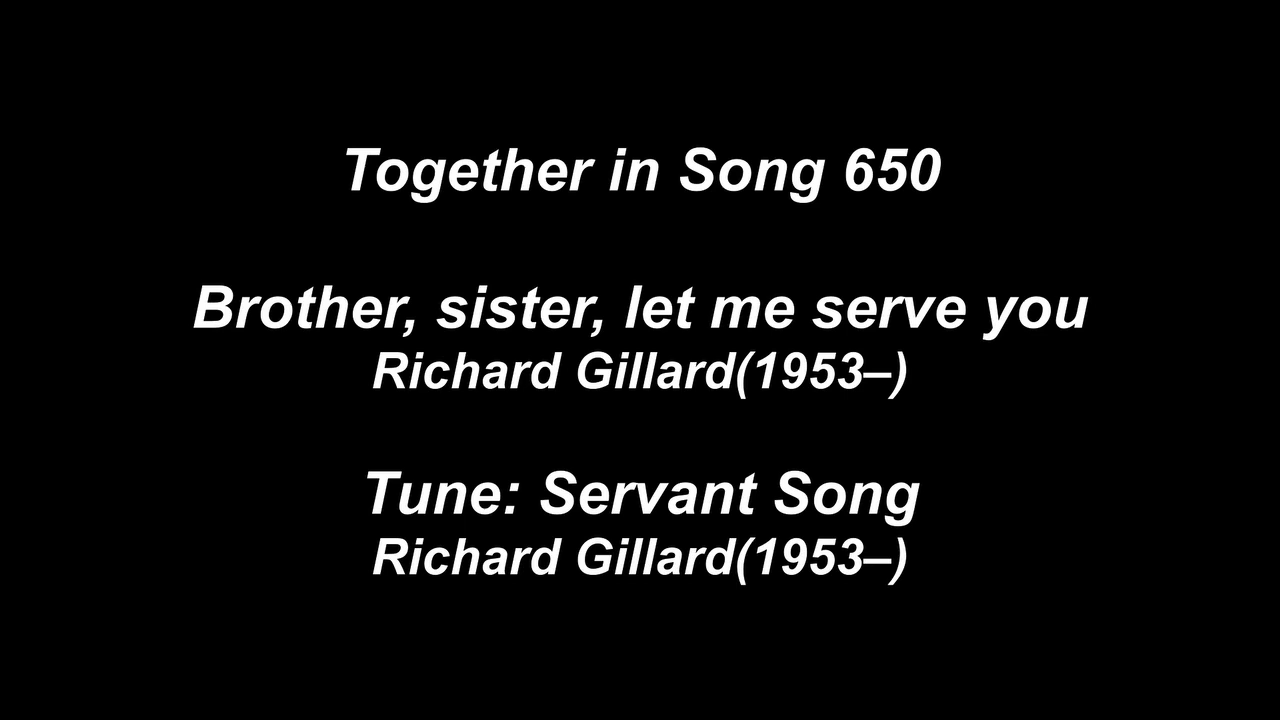 Together in Song 650
Brother, sister, let me serve you
Richard Gillard(1953–)
Tune: Servant Song
Richard Gillard(1953–)